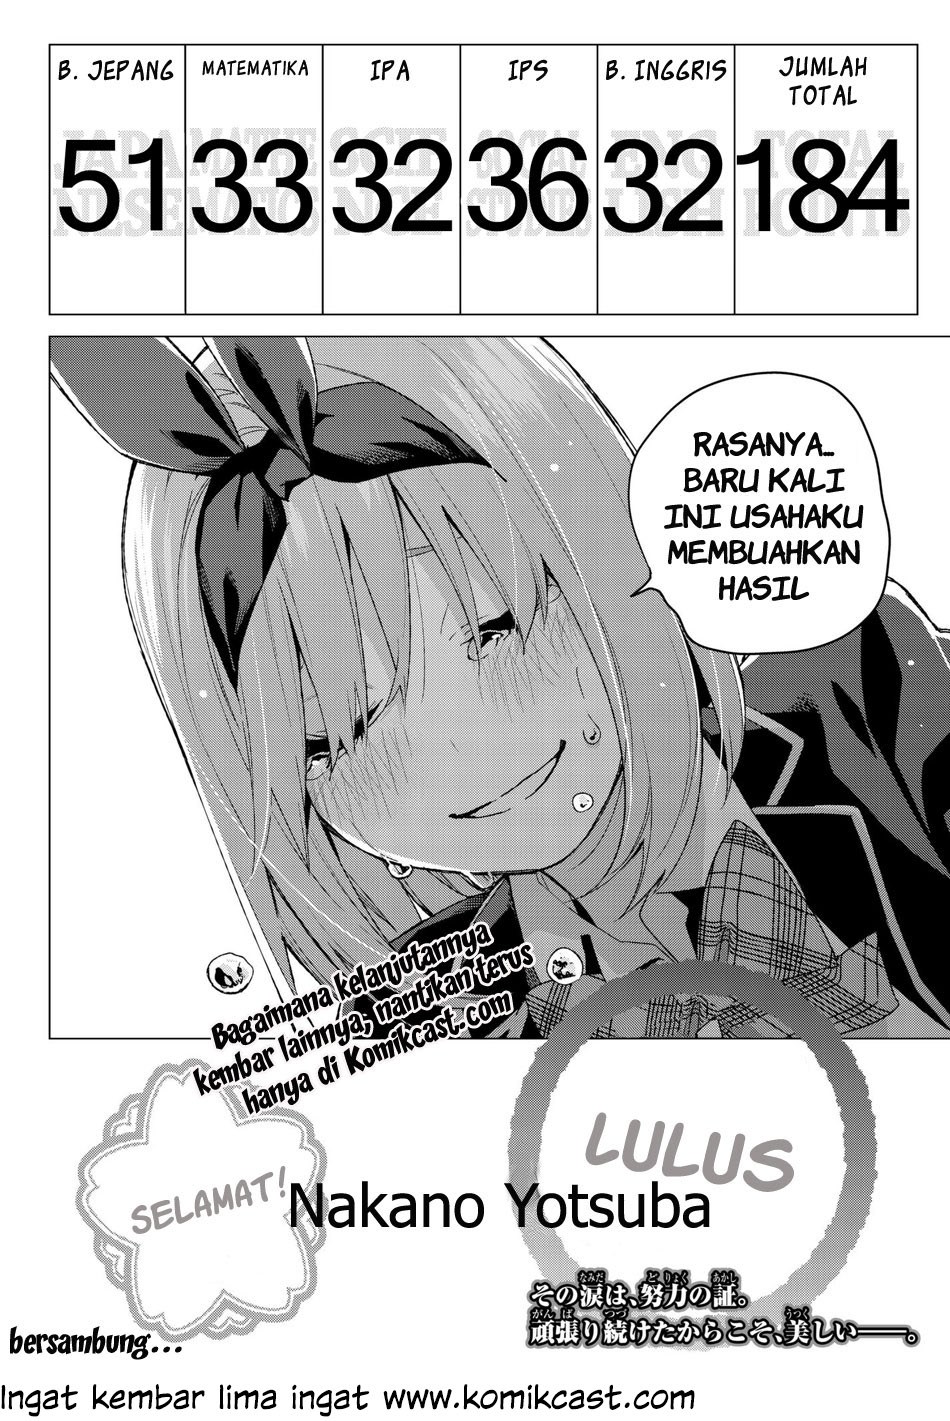 B. JEPANG
MATEMATIKA
IPA
IPS
B. INGGRIS
JUMLAH
TOTAL
51
33
32
36
32
184
RASANYA...
BARU KALI
INI USAHAKU
MEMBUAHKAN
HASIL
Bagaimana kelanjutannya
kembar lainnya, nantikan terus
hanya di Komikcast.com
SELAMAT!
LULUS
Nakano Yotsuba
その涙は、努力の証。
頑張り続けたからこそ、美しい——。
bersambung...
Ingat kembar lima ingat www.komikcast.com